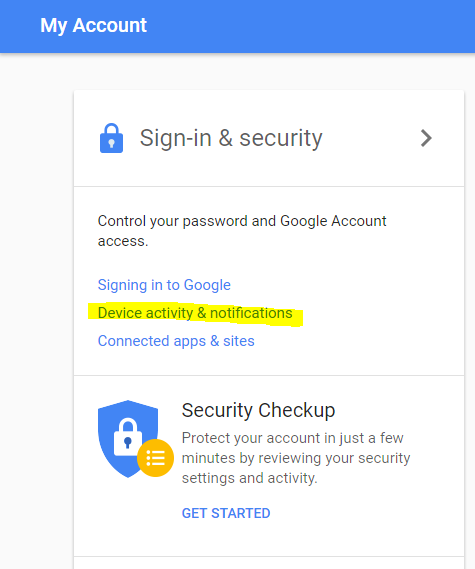 My Account
Sign-in & security
Control your password and Google Account
access.
Signing in to Google
Device activity & notifications
Connected apps & sites
Security Checkup
Protect your account in just a few
minutes by reviewing your security
settings and activity.
GET STARTED